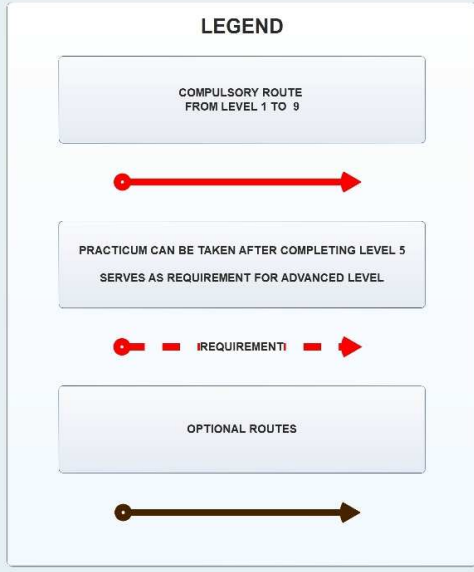 LEGEND
COMPULSORY ROUTE
FROM LEVEL 1 TO 9
PRACTICUM CAN BE TAKEN AFTER COMPLETING LEVEL 5
SERVES AS REQUIREMENT FOR ADVANCED LEVEL
REQUIREMENT
OPTIONAL ROUTES